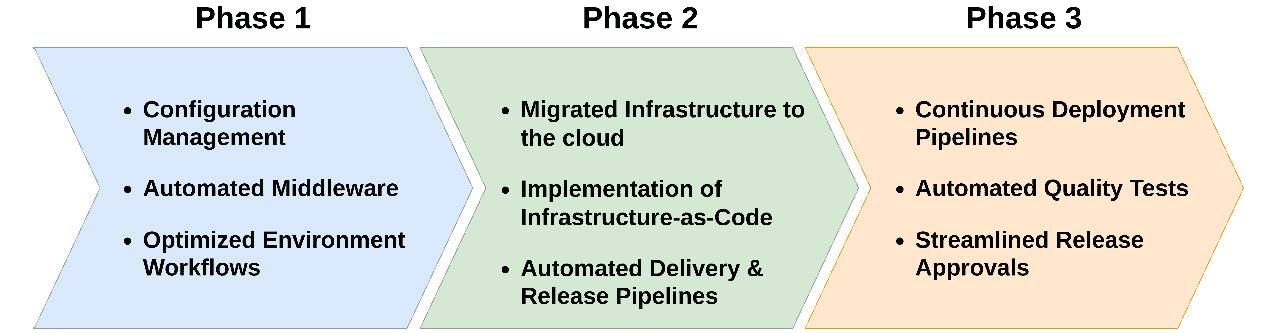 Phase 1
• Configuration
Management
• Automated Middleware
• Optimized Environment
Workflows
Phase 2
• Migrated Infrastructure to
the cloud
• Implementation of
Infrastructure-as-Code
• Automated Delivery &
Release Pipelines
Phase 3
• Continuous Deployment
Pipelines
• Automated Quality Tests
• Streamlined Release
Approvals